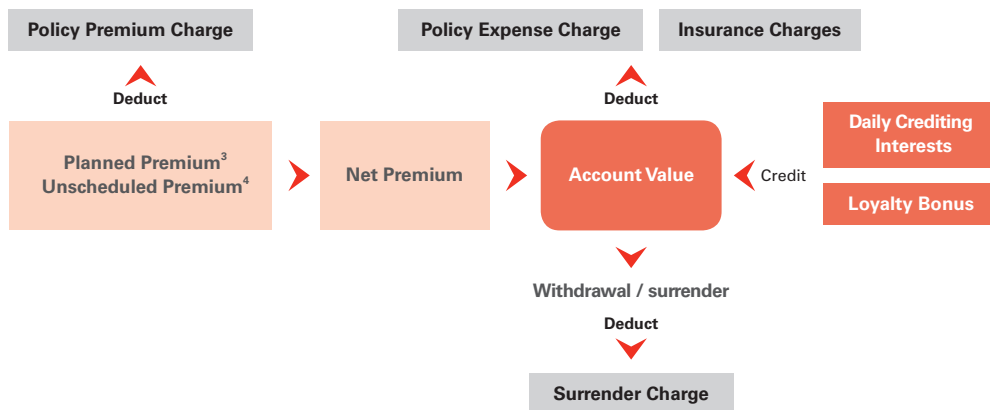 Policy Premium Charge
Policy Expense Charge
Insurance Charges
Deduct
Deduct
Planned Premium³
Unscheduled Premium⁴
Net Premium
Account Value
Credit
Daily Crediting
Interests
Loyalty Bonus
Withdrawal / surrender
Deduct
Surrender Charge